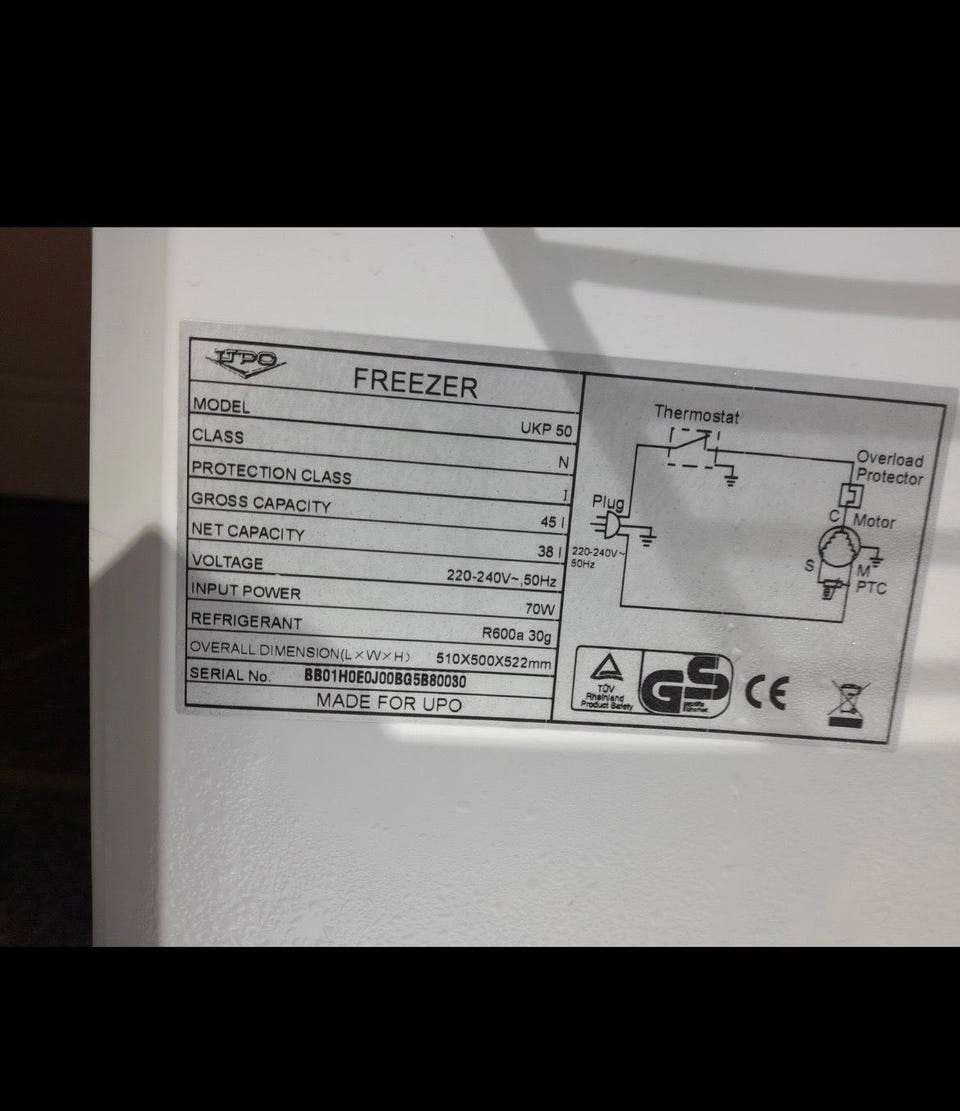 UPO
FREEZER
MODEL UKP 50
CLASS N
PROTECTION CLASS I
GROSS CAPACITY 45 l
NET CAPACITY 38 l
VOLTAGE 220-240V~,50Hz
INPUT POWER 70W
REFRIGERANT R600a 30g
OVERALL DIMENSION(L×W×H) 510X500X522mm
SERIAL No. BB01H0E0J00BG5B80030
MADE FOR UPO
Thermostat
Overload
Protector
Plug
C Motor
220-240V~
50Hz
S M
PTC
TÜV
Rheinland
Product Safety
GS
geprüfte
Sicherheit
CE